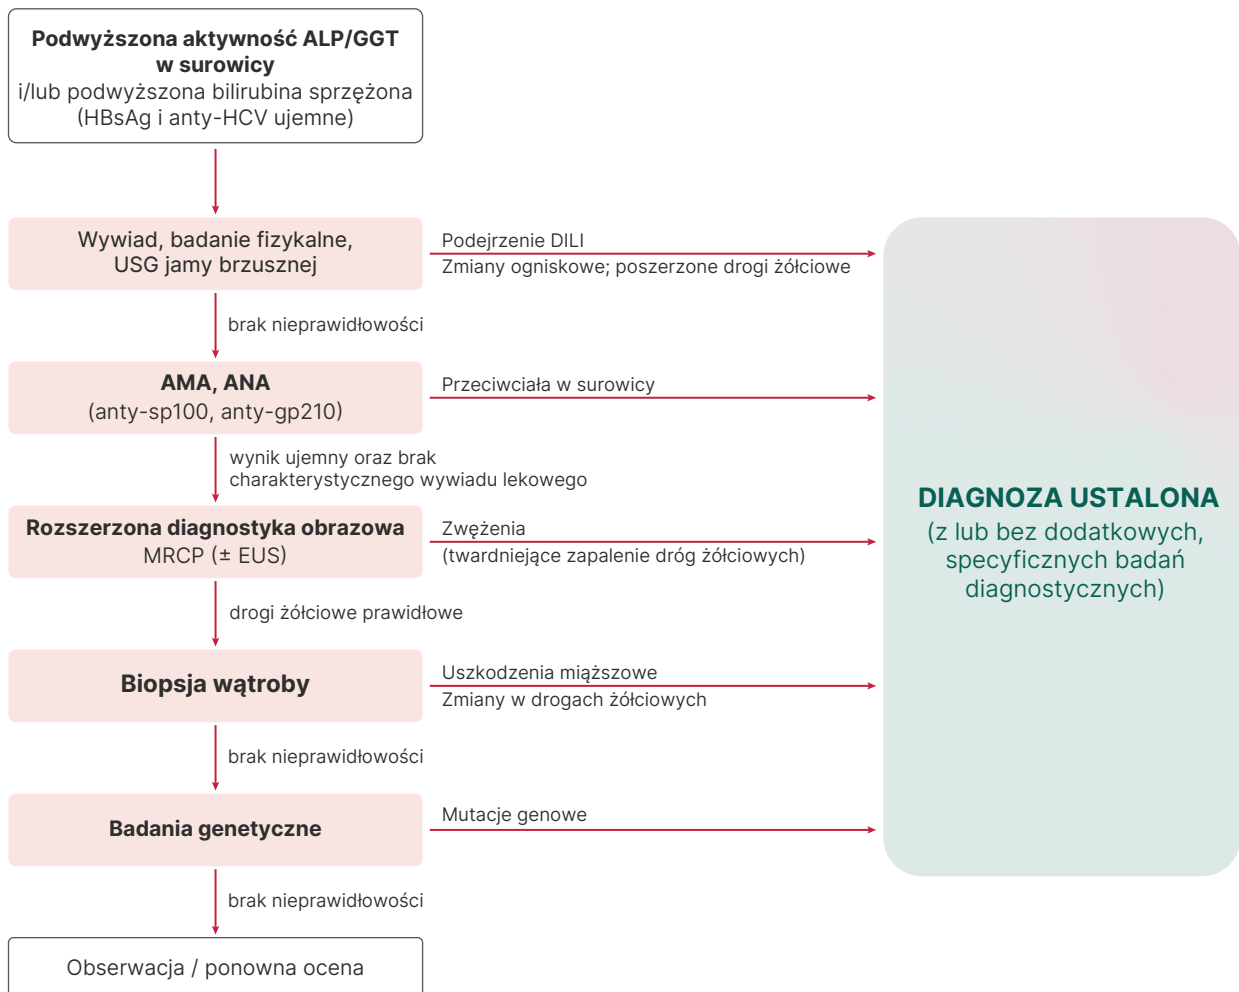 Podwyższona aktywność ALP/GGT
w surowicy
i/lub podwyższona bilirubina sprzężona
(HBsAg i anty-HCV ujemne)
Wywiad, badanie fizykalne,
USG jamy brzusznej
Podejrzenie DILI
Zmiany ogniskowe; poszerzone drogi żółciowe
brak nieprawidłowości
AMA, ANA
(anty-sp100, anty-gp210)
Przeciwciała w surowicy
wynik ujemny oraz brak
charakterystycznego wywiadu lekowego
Rozszerzona diagnostyka obrazowa
MRCP (± EUS)
Zwężenia
(twardniejące zapalenie dróg żółciowych)
drogi żółciowe prawidłowe
Biopsja wątroby
Uszkodzenia miąższowe
Zmiany w drogach żółciowych
brak nieprawidłowości
Badania genetyczne
Mutacje genowe
brak nieprawidłowości
Obserwacja / ponowna ocena
DIAGNOZA USTALONA
(z lub bez dodatkowych,
specyficznych badań
diagnostycznych)